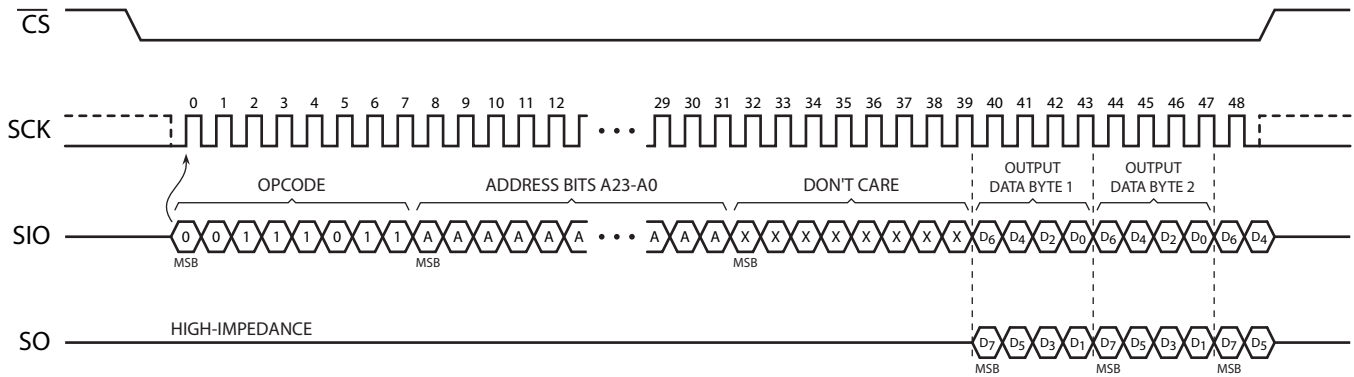 CS
SCK
0 1 2 3 4 5 6 7 8 9 10 11 12 29 30 31 32 33 34 35 36 37 38 39 40 41 42 43 44 45 46 47 48
OPCODE
ADDRESS BITS A23-A0
DON'T CARE
OUTPUT
DATA BYTE 1
OUTPUT
DATA BYTE 2
SIO
0 0 1 1 1 0 1 1 A A A A A A A A A X X X X X X X X D6 D4 D2 D0 D6 D4 D2 D0 D6 D4
MSB MSB MSB
SO
HIGH-IMPEDANCE
D7 D5 D3 D1 D7 D5 D3 D1 D7 D5
MSB MSB MSB